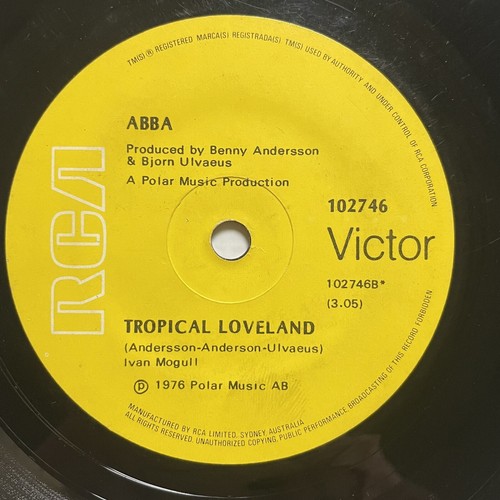 TM(S) ® REGISTERED MARCA(S) REGISTRADA(S) TM(S) USED BY AUTHORITY AND UNDER CONTROL OF RCA CORPORATION
ABBA
Produced by Benny Andersson
& Bjorn Ulvaeus
A Polar Music Production
RCA
102746
Victor
102746B*
(3.05)
TROPICAL LOVELAND
(Andersson-Anderson-Ulvaeus)
Ivan Mogull
℗ 1976 Polar Music AB
MANUFACTURED BY RCA LIMITED, SYDNEY, AUSTRALIA
ALL RIGHTS RESERVED. UNAUTHORIZED COPYING, PUBLIC PERFORMANCE, BROADCASTING OF THIS RECORD FORBIDDEN